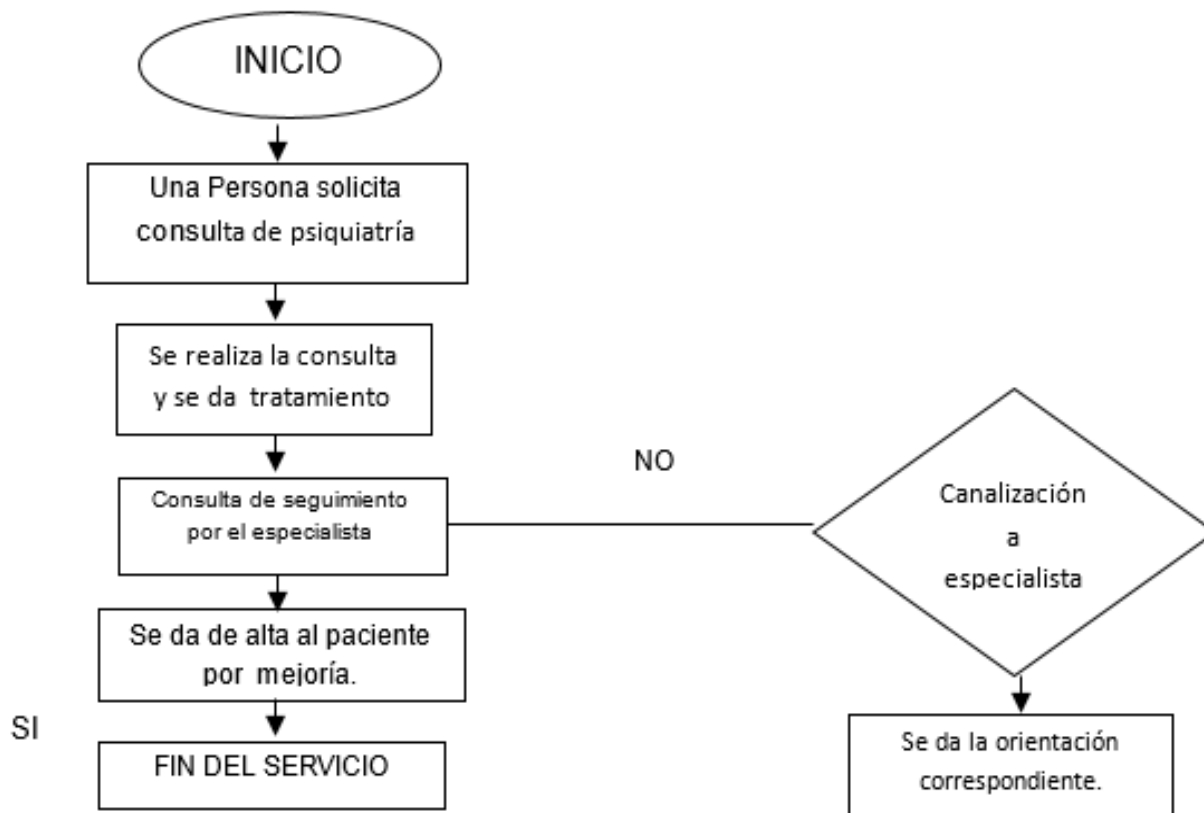 INICIO
Una Persona solicita
consulta de psiquiatría
Se realiza la consulta
y se da tratamiento
NO
Consulta de seguimiento
por el especialista
Canalización
a
especialista
Se da de alta al paciente
por mejoría.
SI
FIN DEL SERVICIO
Se da la orientación
correspondiente.